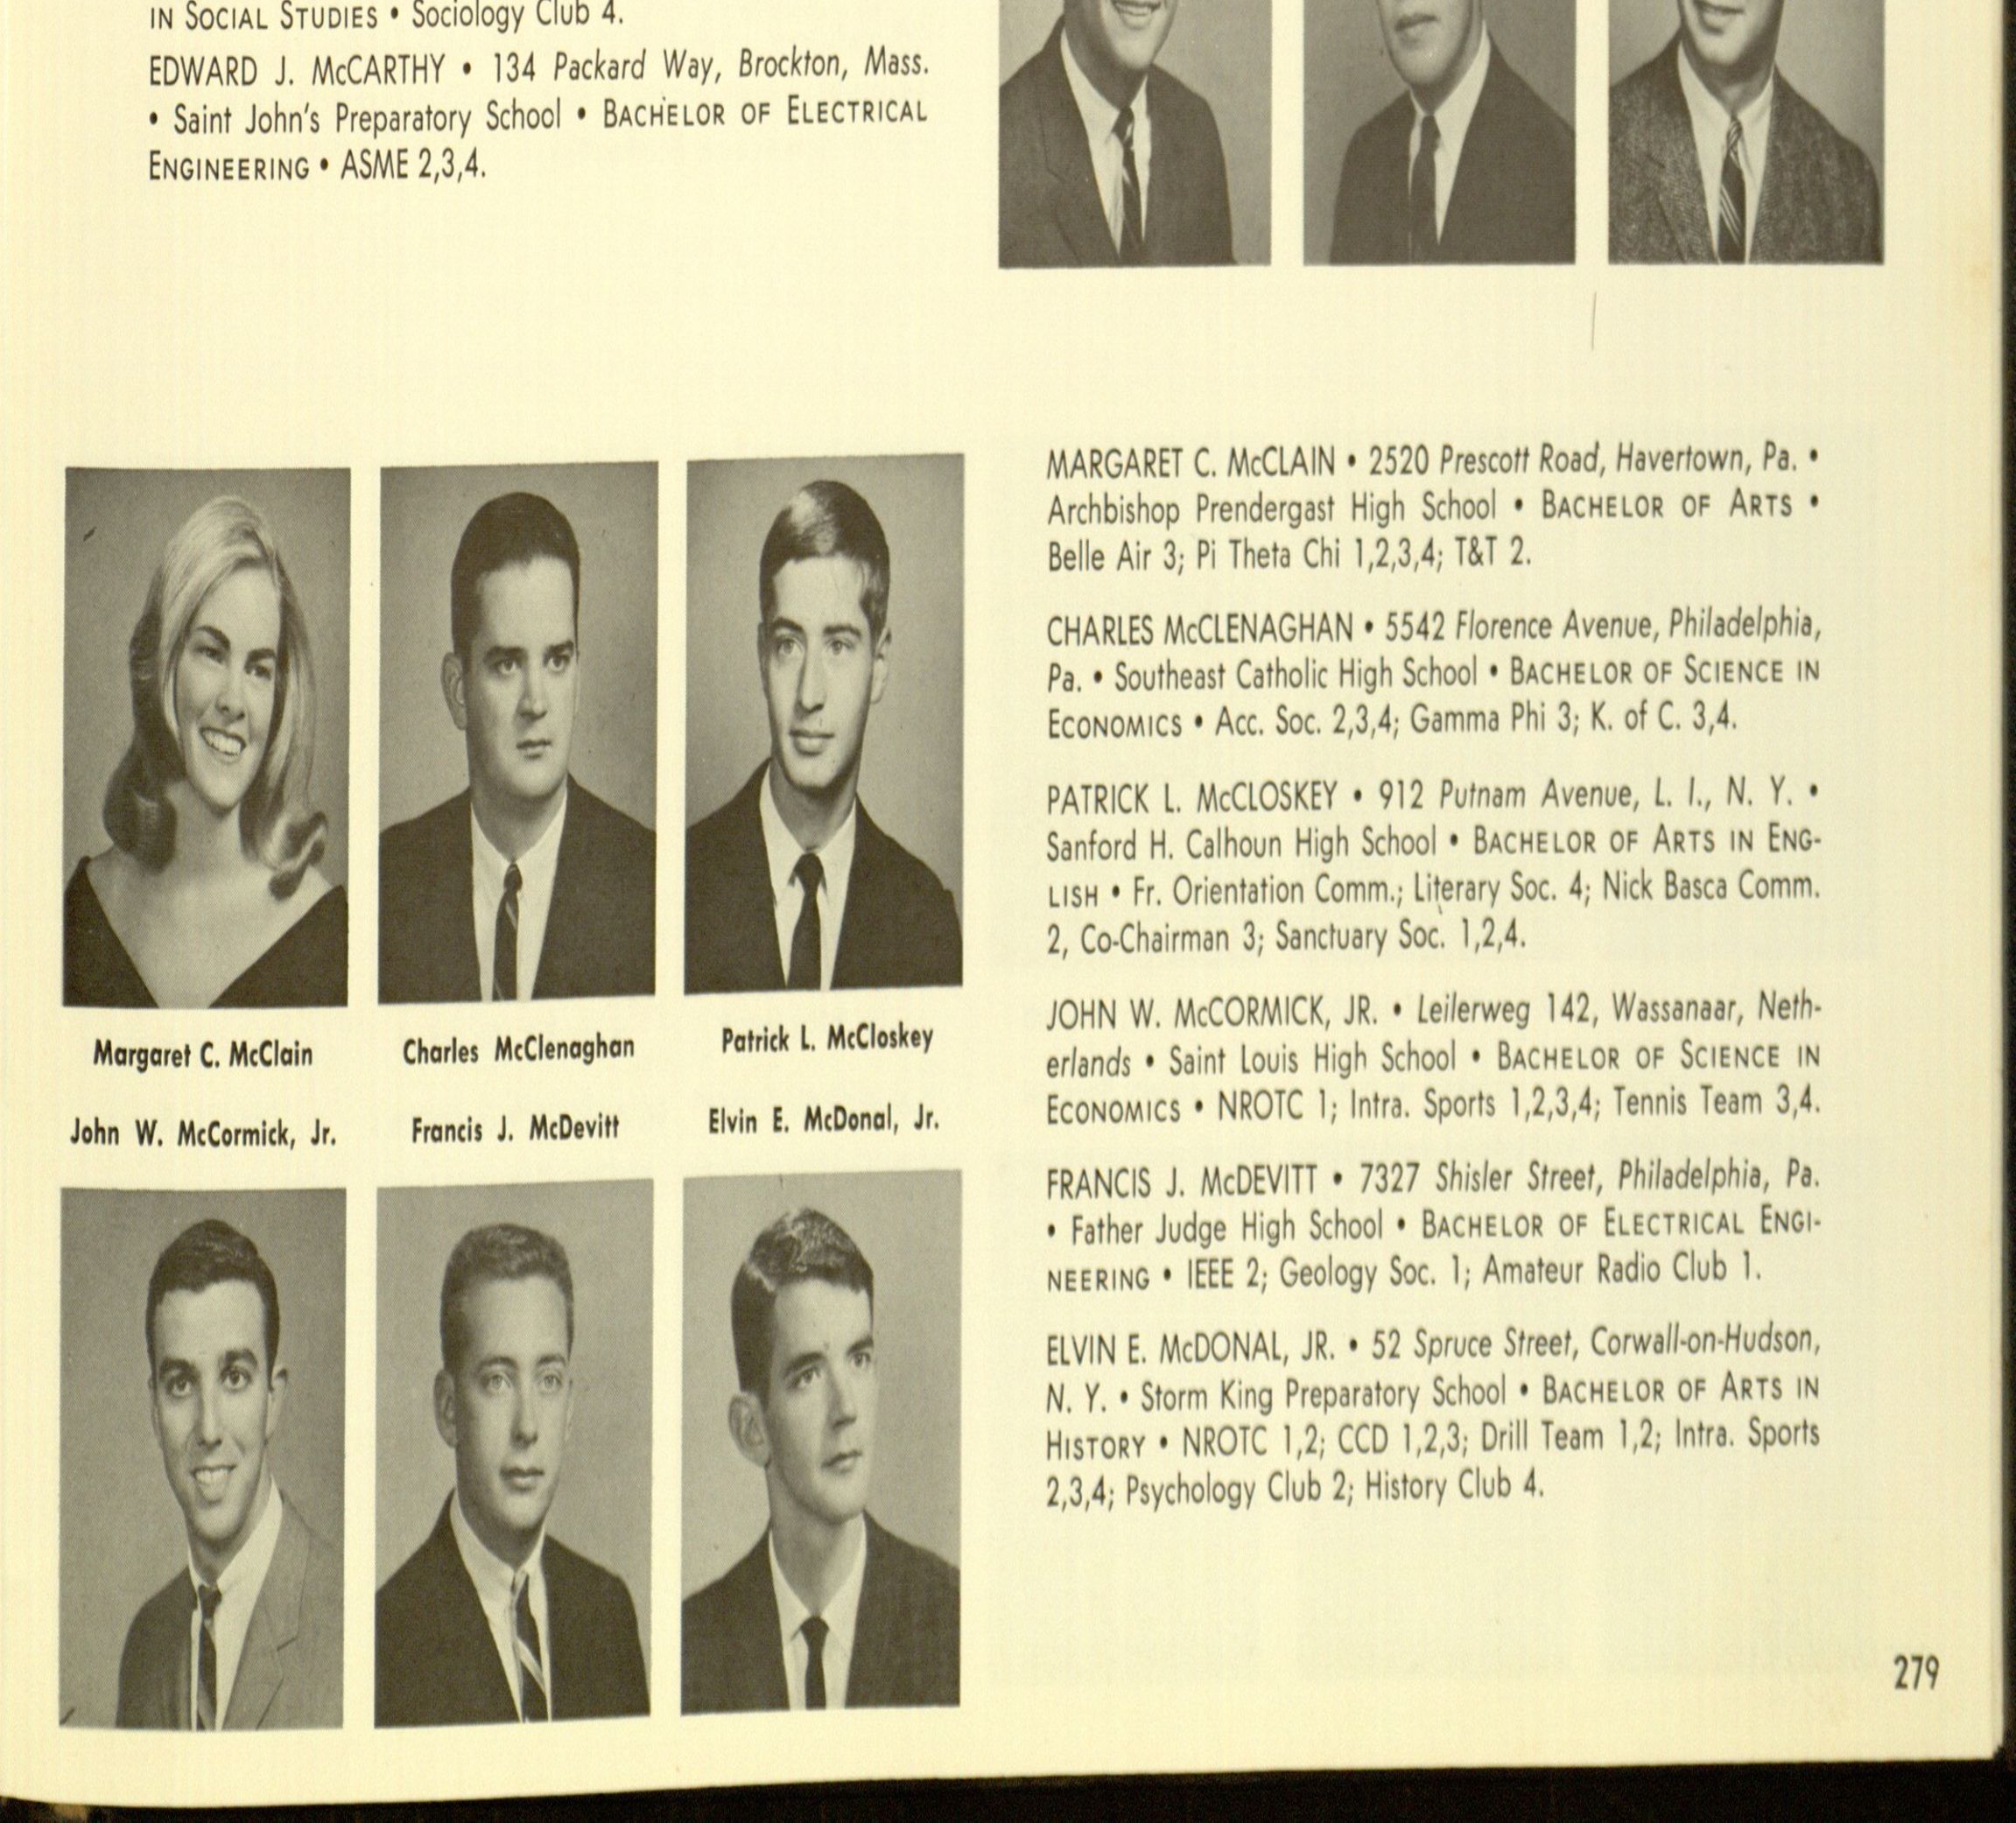 IN SOCIAL STUDIES • Sociology Club 4.
EDWARD J. McCARTHY • 134 Packard Way, Brockton, Mass.
• Saint John's Preparatory School • BACHELOR OF ELECTRICAL
ENGINEERING • ASME 2,3,4.
Margaret C. McClain
Charles McClenaghan
Patrick L. McCloskey
John W. McCormick, Jr.
Francis J. McDevitt
Elvin E. McDonal, Jr.
MARGARET C. McCLAIN • 2520 Prescott Road, Havertown, Pa. •
Archbishop Prendergast High School • BACHELOR OF ARTS •
Belle Air 3; Pi Theta Chi 1,2,3,4; T&T 2.
CHARLES McCLENAGHAN • 5542 Florence Avenue, Philadelphia,
Pa. • Southeast Catholic High School • BACHELOR OF SCIENCE IN
ECONOMICS • Acc. Soc. 2,3,4; Gamma Phi 3; K. of C. 3,4.
PATRICK L. McCLOSKEY • 912 Putnam Avenue, L. I., N. Y. •
Sanford H. Calhoun High School • BACHELOR OF ARTS IN ENG-
LISH • Fr. Orientation Comm.; Literary Soc. 4; Nick Basca Comm.
2, Co-Chairman 3; Sanctuary Soc. 1,2,4.
JOHN W. McCORMICK, JR. • Leilerweg 142, Wassanaar, Neth-
erlands • Saint Louis High School • BACHELOR OF SCIENCE IN
ECONOMICS • NROTC 1; Intra. Sports 1,2,3,4; Tennis Team 3,4.
FRANCIS J. McDEVITT • 7327 Shisler Street, Philadelphia, Pa.
• Father Judge High School • BACHELOR OF ELECTRICAL ENGI-
NEERING • IEEE 2; Geology Soc. 1; Amateur Radio Club 1.
ELVIN E. McDONAL, JR. • 52 Spruce Street, Corwall-on-Hudson,
N. Y. • Storm King Preparatory School • BACHELOR OF ARTS IN
HISTORY • NROTC 1,2; CCD 1,2,3; Drill Team 1,2; Intra. Sports
2,3,4; Psychology Club 2; History Club 4.
279